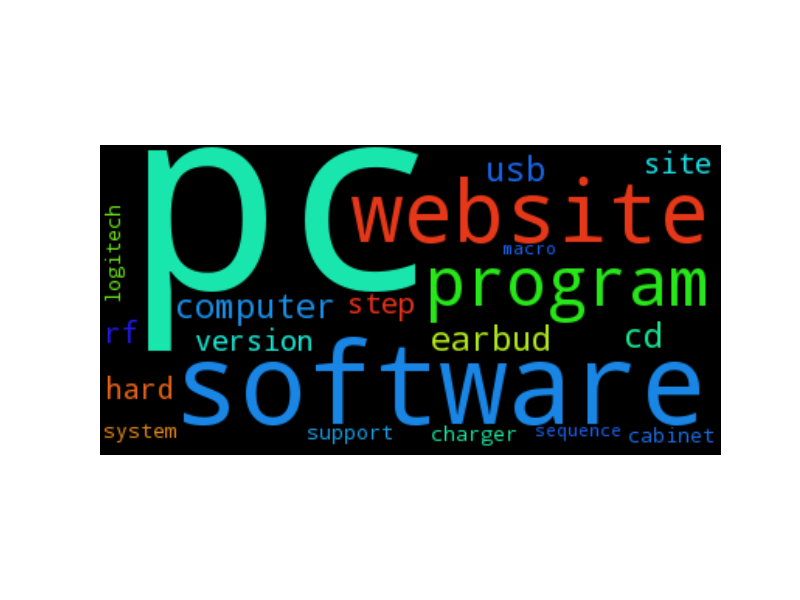 pc
usb
site
website
logitech
macro
program
computer
step
rf
version
earbud
cd
hard
software
system
support
charger
sequence
cabinet